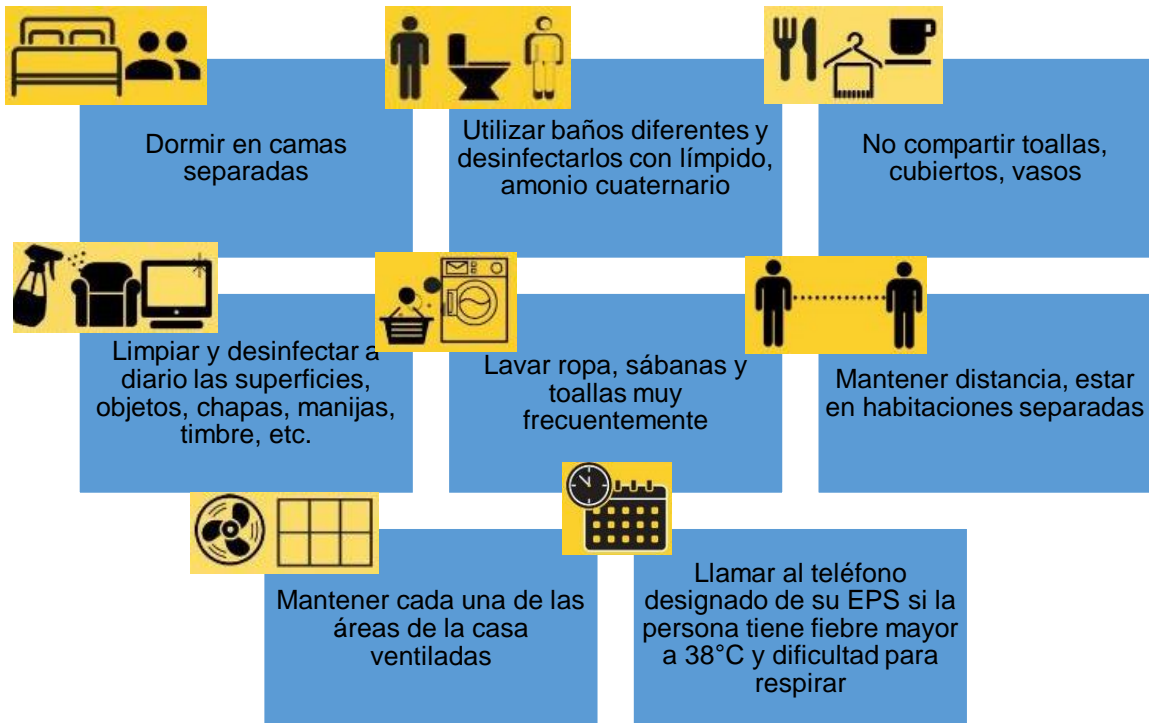 Dormir en camas
separadas
Utilizar baños diferentes y
desinfectarlos con límpido,
amonio cuaternario
No compartir toallas,
cubiertos, vasos
Limpiar y desinfectar a
diario las superficies,
objetos, chapas, manijas,
timbre, etc.
Lavar ropa, sábanas y
toallas muy
frecuentemente
Mantener distancia, estar
en habitaciones separadas
Mantener cada una de las
áreas de la casa
ventiladas
Llamar al teléfono
designado de su EPS si la
persona tiene fiebre mayor
a 38°C y dificultad para
respirar